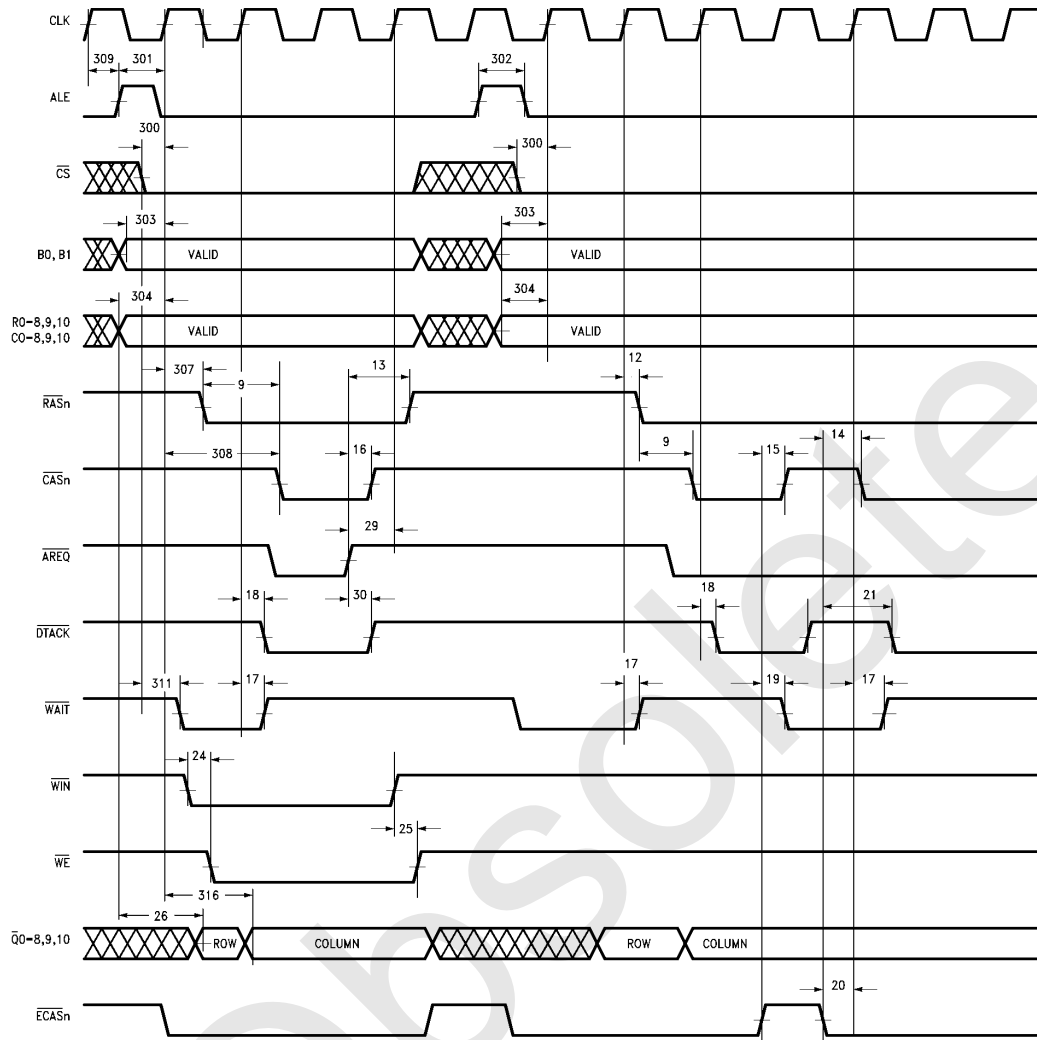 CLK
309 301 302
ALE
300 300
CS
303 303
B0, B1 VALID VALID
304 304
R0-8,9,10 VALID VALID
C0-8,9,10
307 9 13 12
RASn
308 16 9 15 14
CASn
29
AREQ
18 30 18 21
DTACK
311 17 17 19 17
WAIT
24
WIN
25
WE
316
26
Q0-8,9,10 ROW COLUMN ROW COLUMN
20
ECASn
Obsolete